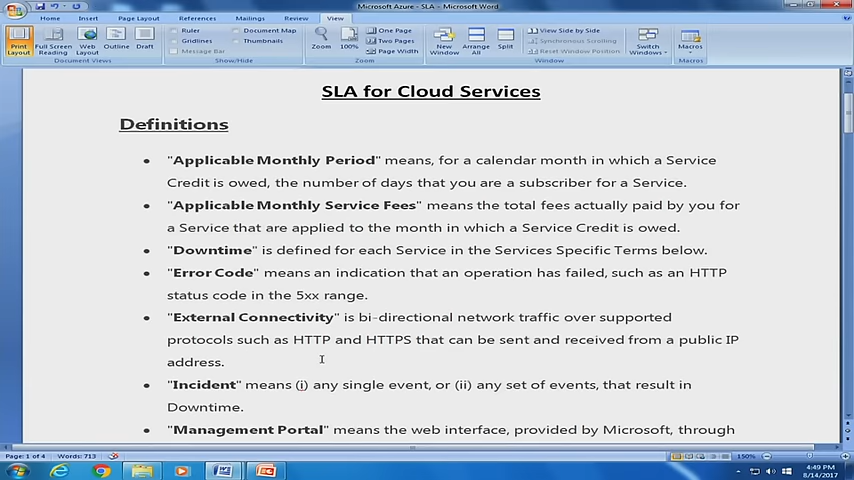 Microsoft Azure - SLA - Microsoft Word
Home Insert Page Layout References Mailings Review View
Print Layout
Full Screen Reading
Web Layout
Outline
Draft
Document Views
Ruler
Gridlines
Message Bar
Document Map
Thumbnails
Show/Hide
Zoom
100%
One Page
Two Pages
Page Width
Zoom
New Window
Arrange All
Split
View Side by Side
Synchronous Scrolling
Reset Window Position
Window
Switch Windows
Macros
Macros
SLA for Cloud Services
Definitions
• "Applicable Monthly Period" means, for a calendar month in which a Service
Credit is owed, the number of days that you are a subscriber for a Service.
• "Applicable Monthly Service Fees" means the total fees actually paid by you for
a Service that are applied to the month in which a Service Credit is owed.
• "Downtime" is defined for each Service in the Services Specific Terms below.
• "Error Code" means an indication that an operation has failed, such as an HTTP
status code in the 5xx range.
• "External Connectivity" is bi-directional network traffic over supported
protocols such as HTTP and HTTPS that can be sent and received from a public IP
address.
• "Incident" means (i) any single event, or (ii) any set of events, that result in
Downtime.
• "Management Portal" means the web interface, provided by Microsoft, through
Page: 1 of 4 Words: 713 150%
4:49 PM
8/14/2017